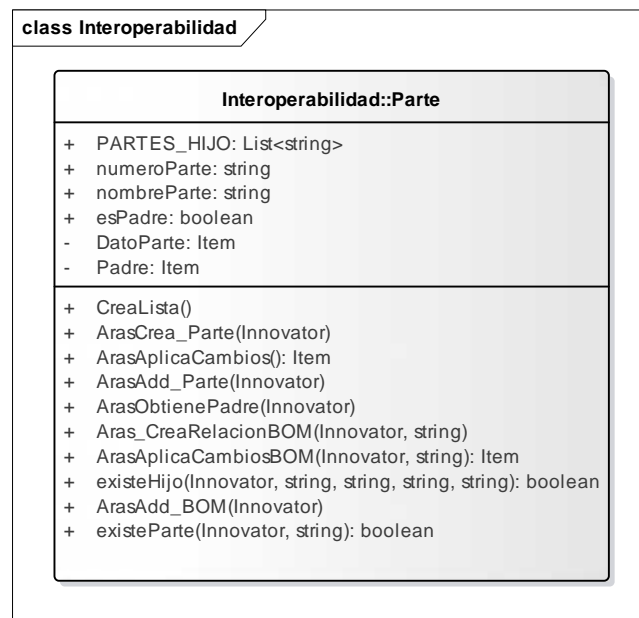 class Interoperabilidad
Interoperabilidad::Parte
+ PARTES_HIJO: List<string>
+ numeroParte: string
+ nombreParte: string
+ esPadre: boolean
- DatoParte: Item
- Padre: Item
+ CreaLista()
+ ArasCrea_Parte(Innovator)
+ ArasAplicaCambios(): Item
+ ArasAdd_Parte(Innovator)
+ ArasObtienePadre(Innovator)
+ Aras_CreaRelacionBOM(Innovator, string)
+ ArasAplicaCambiosBOM(Innovator, string): Item
+ existeHijo(Innovator, string, string, string, string): boolean
+ ArasAdd_BOM(Innovator)
+ existeParte(Innovator, string): boolean